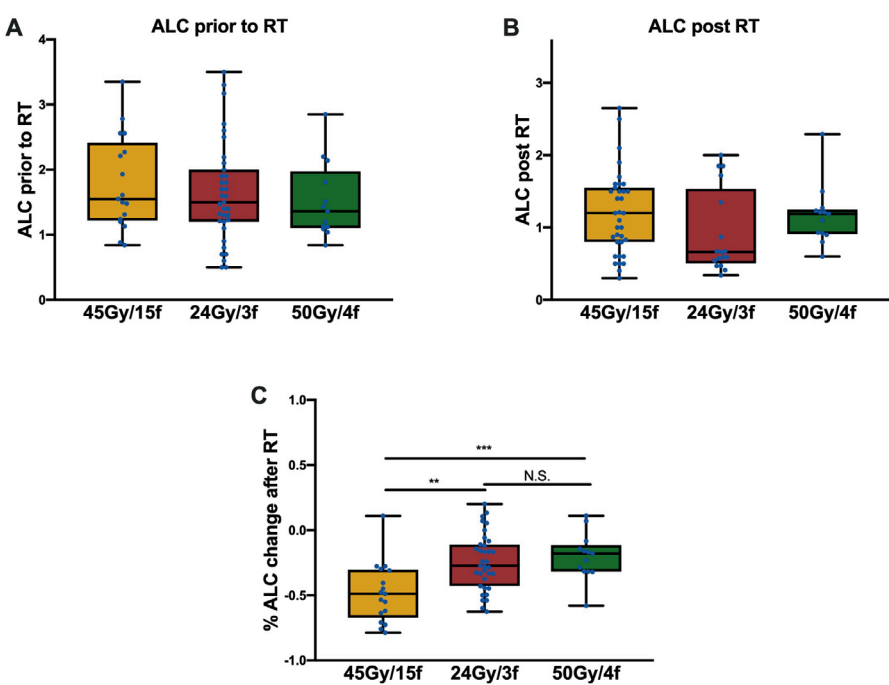 A
ALC prior to RT
ALC prior to RT
4
3
2
1
0
45Gy/15f 24Gy/3f 50Gy/4f
B
ALC post RT
ALC post RT
3
2
1
0
45Gy/15f 24Gy/3f 50Gy/4f
C
% ALC change after RT
1.0
0.5
0.0
-0.5
-1.0
***
**
N.S.
45Gy/15f 24Gy/3f 50Gy/4f